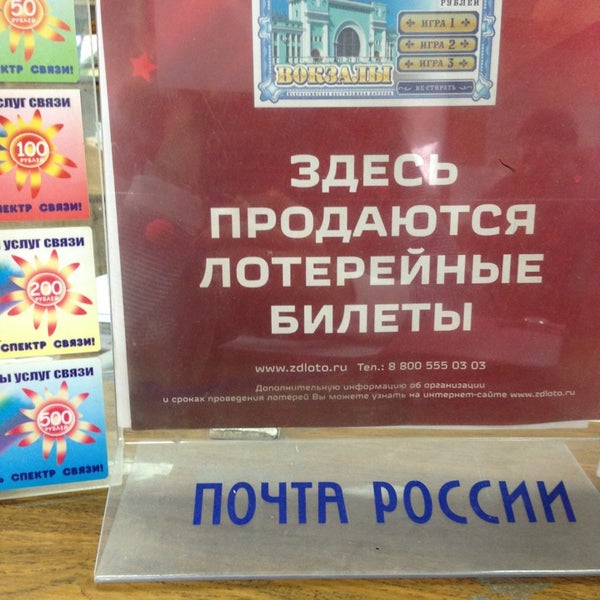 50
РУБЛЕЙ
СПЕКТР СВЯЗИ!
УСЛУГ СВЯЗИ
100
РУБЛЕЙ
СПЕКТР СВЯЗИ!
УСЛУГ СВЯЗИ
200
РУБЛЕЙ
СПЕКТР СВЯЗИ!
Ы УСЛУГ СВЯЗИ
500
РУБЛЕЙ
Ь СПЕКТР СВЯЗИ!
РУБЛЕЙ
ИГРА 1
ИГРА 2
ИГРА 3
ВОКЗАЛЫ
НЕ СТИРАТЬ
ЗДЕСЬ
ПРОДАЮТСЯ
ЛОТЕРЕЙНЫЕ
БИЛЕТЫ
www.zdloto.ru Тел.: 8 800 555 03 03
Дополнительную информацию об организации
и сроках проведения лотерей Вы можете узнать на интернет-сайте www.zdloto.ru
ПОЧТА РОССИИ